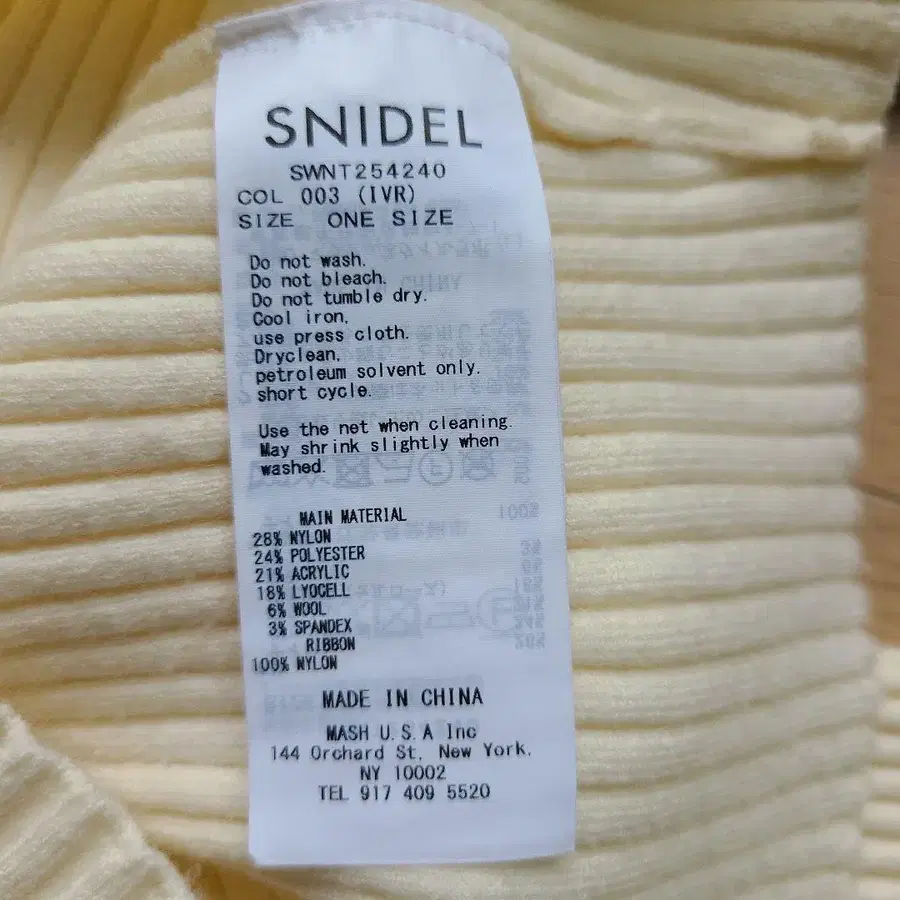 SNIDEL
SWNT254240
COL 003 (IVR)
SIZE ONE SIZE
Do not wash.
Do not bleach.
Do not tumble dry.
Cool iron,
use press cloth.
Dryclean,
petroleum solvent only.
short cycle.
Use the net when cleaning.
May shrink slightly when
washed.
MAIN MATERIAL
28% NYLON
24% POLYESTER
21% ACRYLIC
18% LYOCELL
6% WOOL
3% SPANDEX
RIBBON
100% NYLON
MADE IN CHINA
MASH U.S.A Inc
144 Orchard St, New York,
NY 10002
TEL 917 409 5520